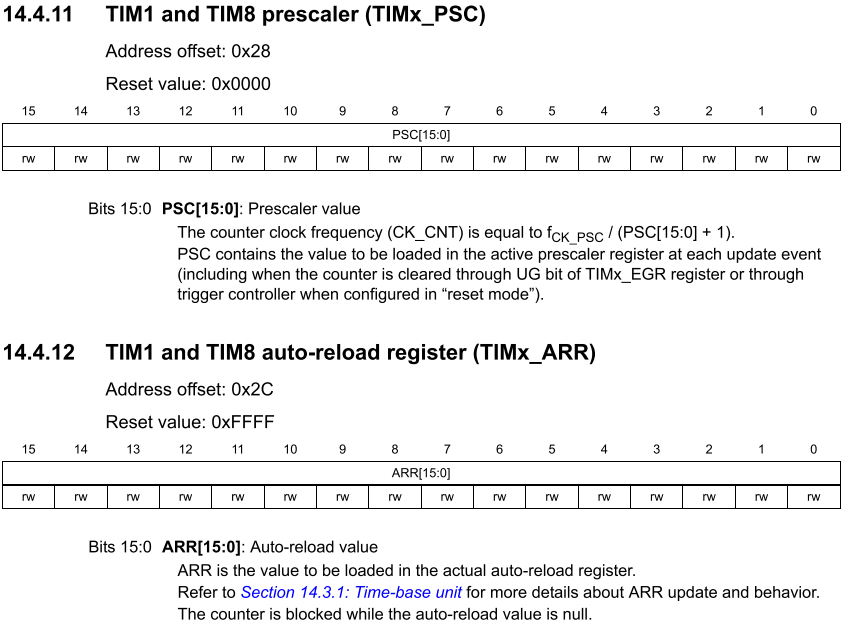 14.4.11 TIM1 and TIM8 prescaler (TIMx_PSC)
Address offset: 0x28
Reset value: 0x0000
15 14 13 12 11 10 9 8 7 6 5 4 3 2 1 0
PSC[15:0]
rw rw rw rw rw rw rw rw rw rw rw rw rw rw rw rw
Bits 15:0 PSC[15:0]: Prescaler value
The counter clock frequency (CK_CNT) is equal to fCK_PSC / (PSC[15:0] + 1).
PSC contains the value to be loaded in the active prescaler register at each update event
(including when the counter is cleared through UG bit of TIMx_EGR register or through
trigger controller when configured in “reset mode”).
14.4.12 TIM1 and TIM8 auto-reload register (TIMx_ARR)
Address offset: 0x2C
Reset value: 0xFFFF
15 14 13 12 11 10 9 8 7 6 5 4 3 2 1 0
ARR[15:0]
rw rw rw rw rw rw rw rw rw rw rw rw rw rw rw rw
Bits 15:0 ARR[15:0]: Auto-reload value
ARR is the value to be loaded in the actual auto-reload register.
Refer to Section 14.3.1: Time-base unit for more details about ARR update and behavior.
The counter is blocked while the auto-reload value is null.